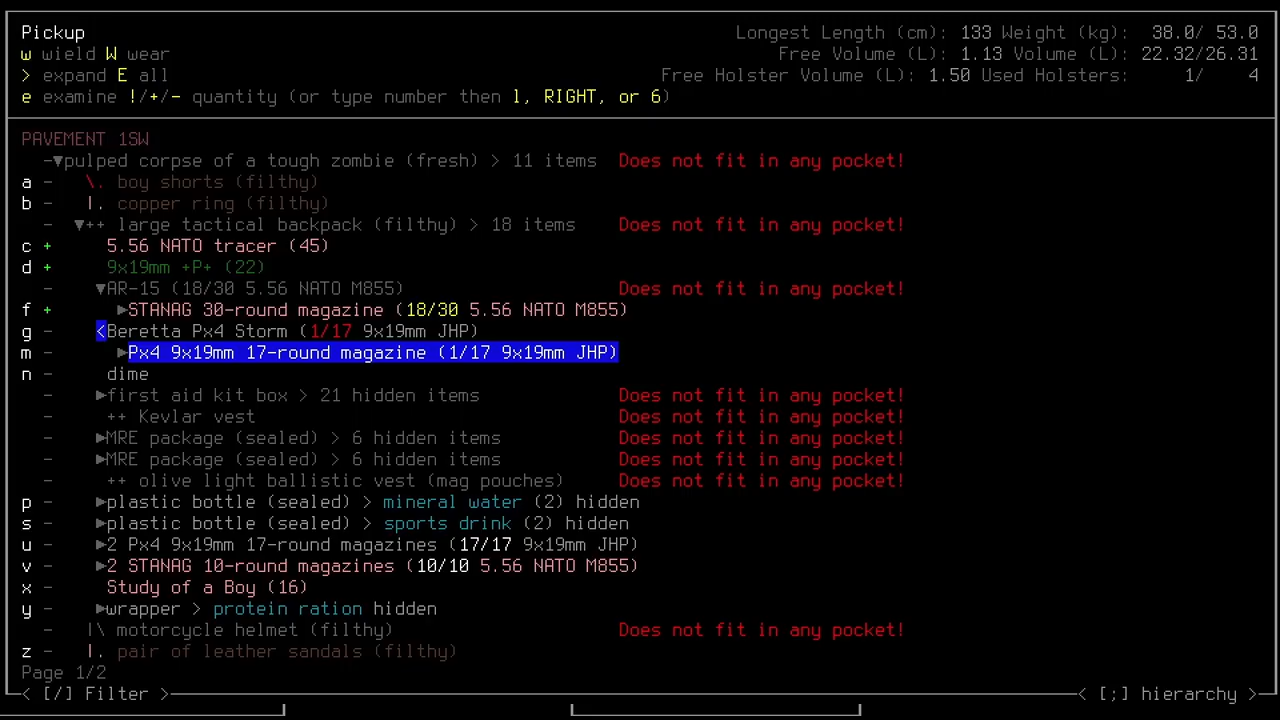 Pickup Longest Length (cm): 133 Weight (kg): 38.0/ 53.0
w wield W wear Free Volume (L): 1.13 Volume (L): 22.32/26.31
> expand E all Free Holster Volume (L): 1.50 Used Holsters: 1/ 4
e examine !/+/- quantity (or type number then l, RIGHT, or 6)
PAVEMENT 1SW
-▼pulped corpse of a tough zombie (fresh) > 11 items Does not fit in any pocket!
a - \. boy shorts (filthy)
b - |. copper ring (filthy)
- ▼++ large tactical backpack (filthy) > 18 items Does not fit in any pocket!
c + 5.56 NATO tracer (45)
d + 9x19mm +P+ (22)
- ▼AR-15 (18/30 5.56 NATO M855) Does not fit in any pocket!
f + ▶STANAG 30-round magazine (18/30 5.56 NATO M855)
g - <Beretta Px4 Storm (1/17 9x19mm JHP)
m - ▶Px4 9x19mm 17-round magazine (1/17 9x19mm JHP)
n - dime
- ▶first aid kit box > 21 hidden items Does not fit in any pocket!
- ++ Kevlar vest Does not fit in any pocket!
- ▶MRE package (sealed) > 6 hidden items Does not fit in any pocket!
- ▶MRE package (sealed) > 6 hidden items Does not fit in any pocket!
- ++ olive light ballistic vest (mag pouches) Does not fit in any pocket!
p - ▶plastic bottle (sealed) > mineral water (2) hidden
s - ▶plastic bottle (sealed) > sports drink (2) hidden
u - ▶2 Px4 9x19mm 17-round magazines (17/17 9x19mm JHP)
v - ▶2 STANAG 10-round magazines (10/10 5.56 NATO M855)
x - Study of a Boy (16)
y - ▶wrapper > protein ration hidden
- |\ motorcycle helmet (filthy) Does not fit in any pocket!
z - |. pair of leather sandals (filthy)
Page 1/2
< [/] Filter > < [;] hierarchy >